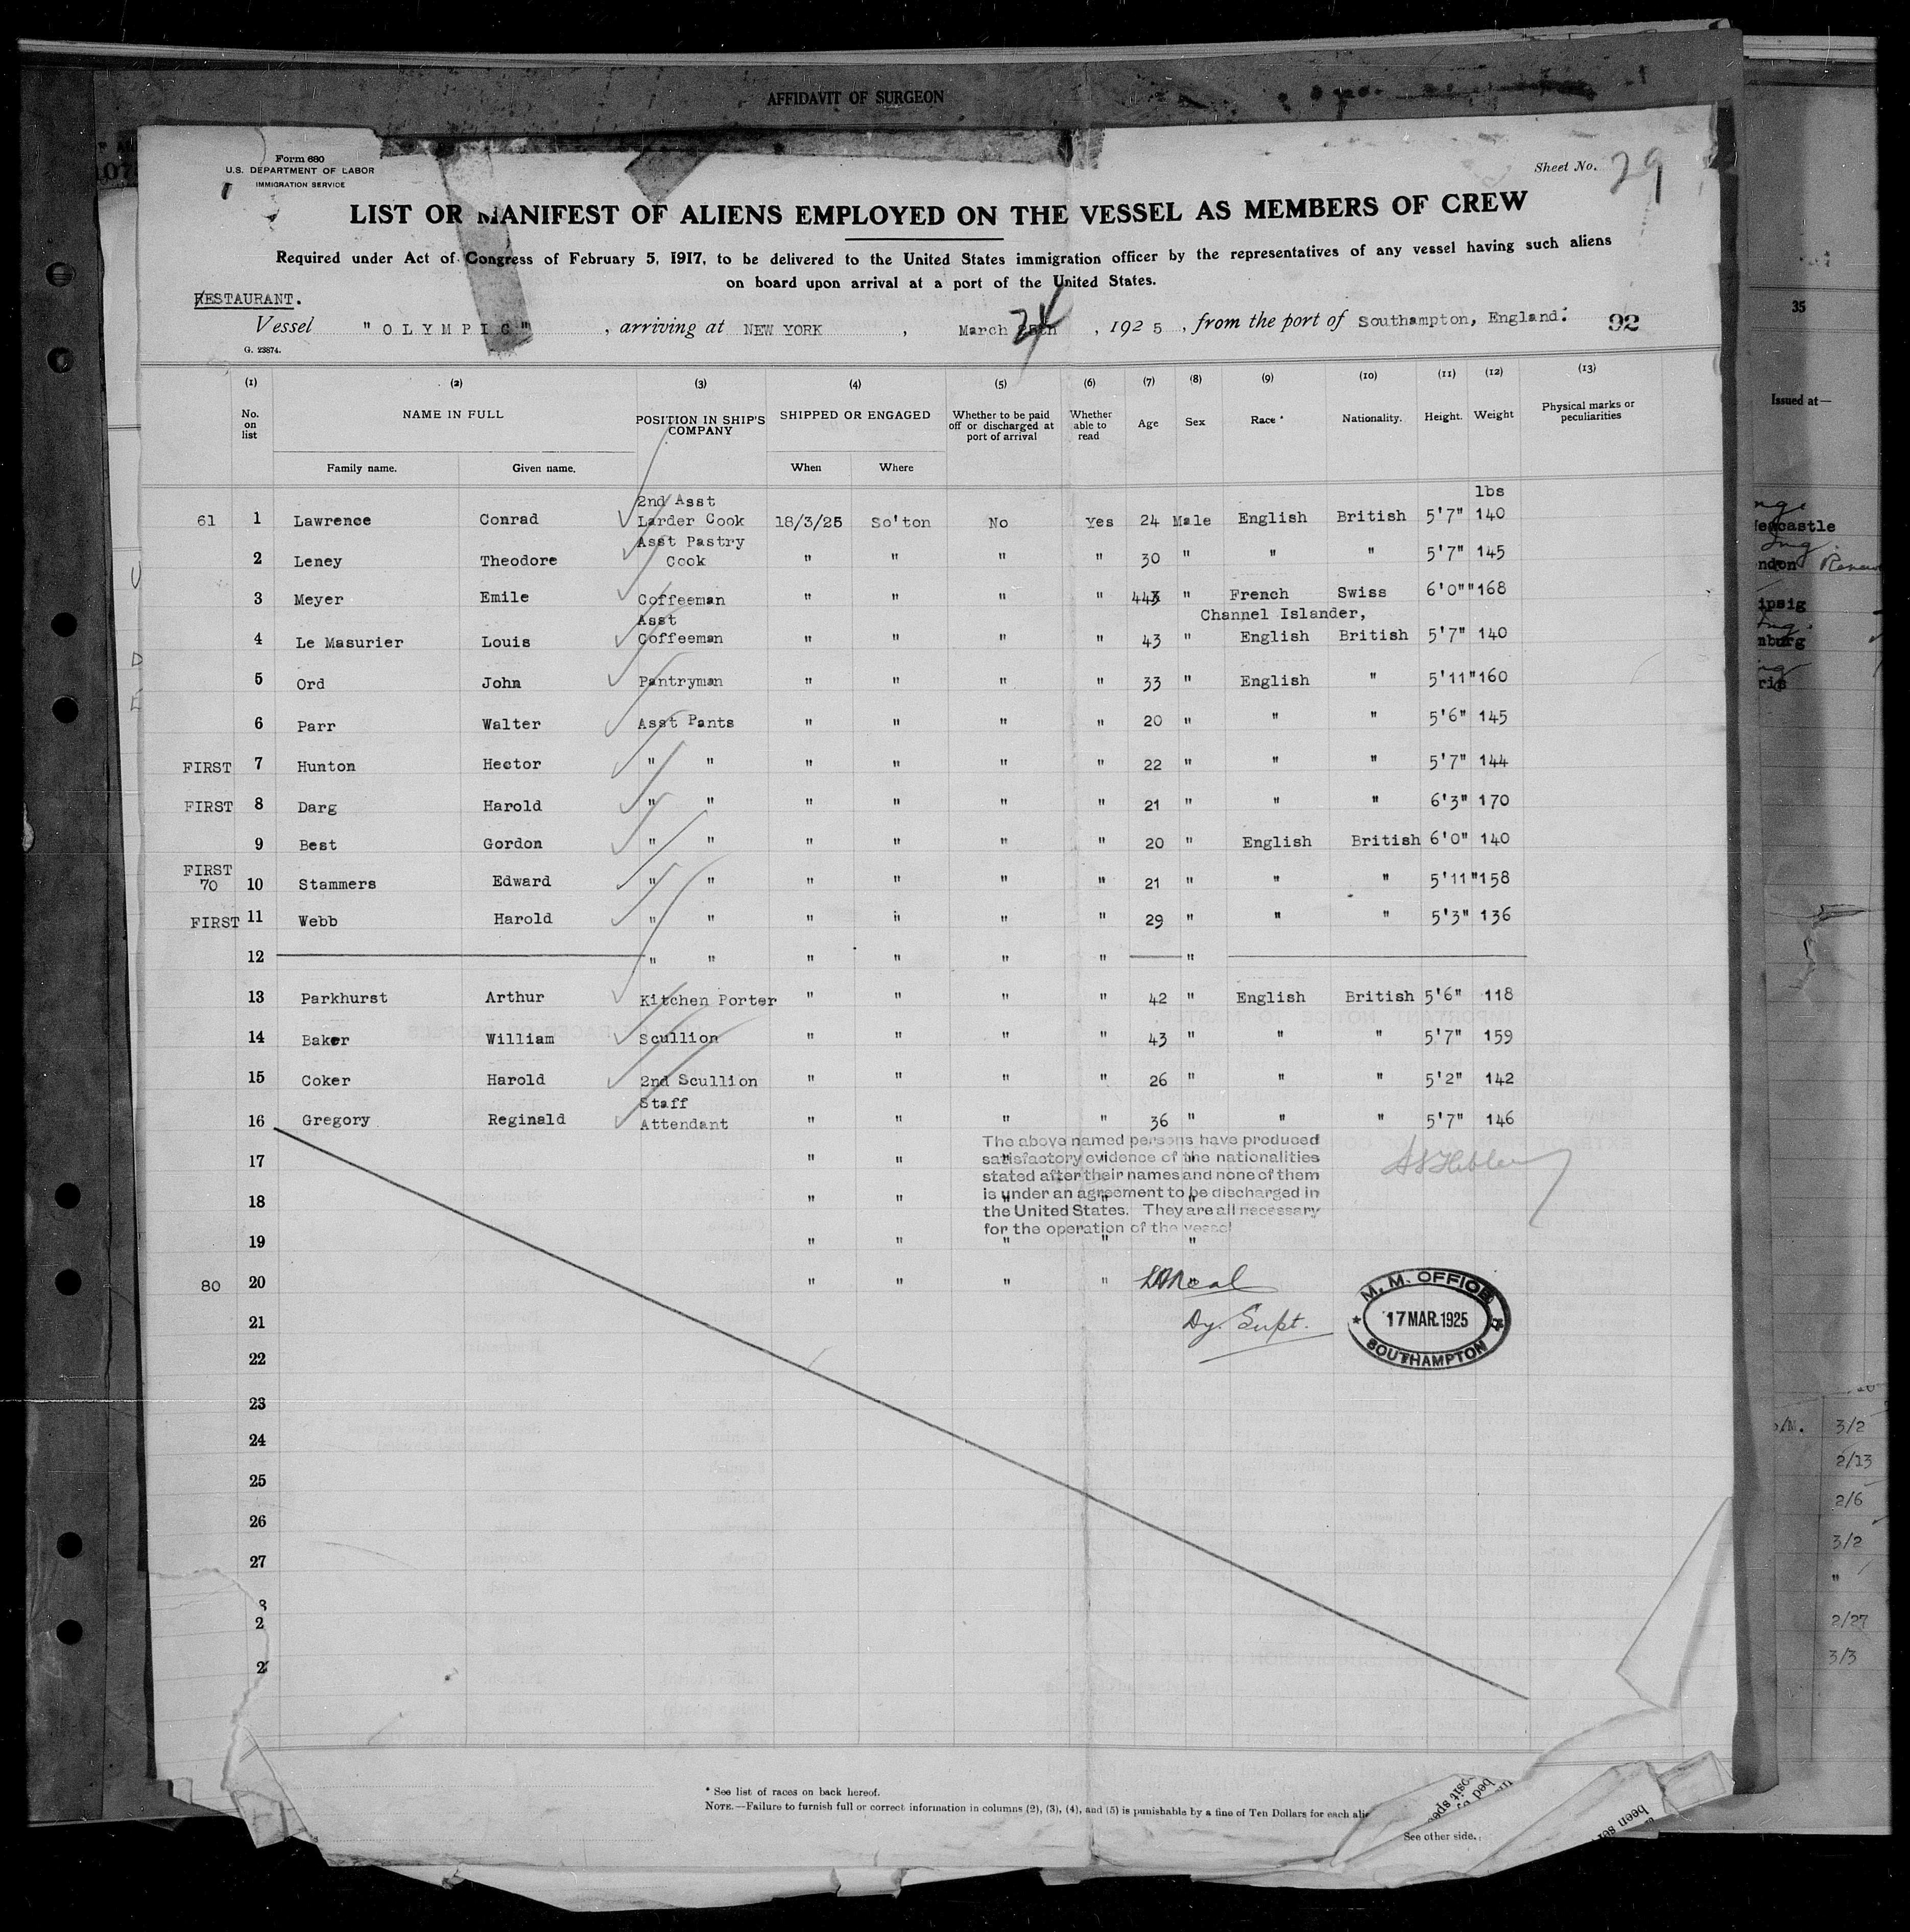 AFFIDAVIT OF SURGEON
Form 680
U.S. DEPARTMENT OF LABOR
IMMIGRATION SERVICE
Sheet No. 29
LIST OR MANIFEST OF ALIENS EMPLOYED ON THE VESSEL AS MEMBERS OF CREW
Required under Act of Congress of February 5, 1917, to be delivered to the United States immigration officer by the representatives of any vessel having such aliens
on board upon arrival at a port of the United States.
RESTAURANT.
Vessel "OLYMPIC", arriving at NEW YORK, March 24, 1925, from the port of Southampton, England: 92
G. 23874.
(1) (2) (3) (4) (5) (6) (7) (8) (9) (10) (11) (12) (13)
No. on list NAME IN FULL POSITION IN SHIP'S COMPANY SHIPPED OR ENGAGED Whether to be paid off or discharged at port of arrival Whether able to read Age Sex Race* Nationality. Height. Weight Physical marks or peculiarities
Family name. Given name. When Where
2nd Asst lbs
61 1 Lawrence Conrad Larder Cook 18/3/25 So'ton No Yes 24 Male English British 5'7" 140
Asst Pastry
2 Leney Theodore Cook " " " " 30 " " " 5'7" 145
3 Meyer Emile Coffeeman " " " " 443 " French Swiss 6'0"" 168
Asst Channel Islander,
4 Le Masurier Louis Coffeeman " " " " 43 " English British 5'7" 140
5 Ord John Pantryman " " " " 33 " English " 5'11" 160
6 Parr Walter Asst Pants " " " " 20 " " " 5'6" 145
FIRST 7 Hunton Hector " " " " " " 22 " " " 5'7" 144
FIRST 8 Darg Harold " " " " " " 21 " " " 6'3" 170
9 Best Gordon " " " " " " 20 " English British 6'0" 140
FIRST
70 10 Stammers Edward " " " " " " 21 " " " 5'11" 158
FIRST 11 Webb Harold " " " " " " 29 " " " 5'3" 136
12 " " " " " " "
13 Parkhurst Arthur Kitchen Porter " " " " 42 " English British 5'6" 118
14 Baker William Scullion " " " " 43 " " " 5'7" 159
15 Coker Harold 2nd Scullion " " " " 26 " " " 5'2" 142
Staff
16 Gregory Reginald Attendant " " " " 36 " " " 5'7" 146
The above named persons have produced
17 " " satisfactory evidence of the nationalities
stated after their names and none of them
18 " " is under an agreement to be discharged in
the United States. They are all necessary
for the operation of the vessel
19 " " " " "
80 20 " " " " "
21 Dy. Supt.
M. M. OFFICE
17 MAR. 1925
SOUTHAMPTON
22
23
24
25
26
27
8
2
2
* See list of races on back hereof.
NOTE.—Failure to furnish full or correct information in columns (2), (3), (4), and (5) is punishable by a fine of Ten Dollars for each
See other side.
35
Issued at—
3/2
2/13
2/6
3/2
"
2/27
3/3